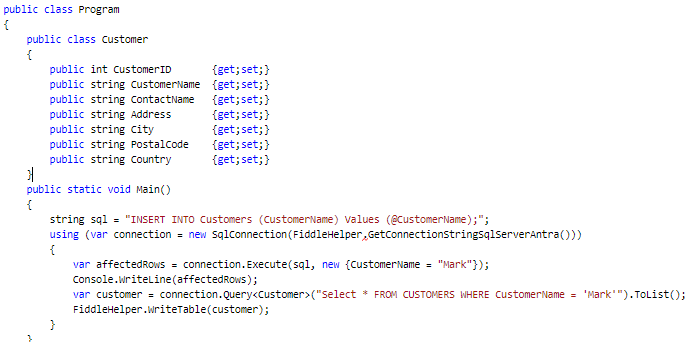 public class Program
{
    public class Customer
    {
        public int CustomerID      {get;set;}
        public string CustomerName  {get;set;}
        public string ContactName   {get;set;}
        public string Address       {get;set;}
        public string City          {get;set;}
        public string PostalCode    {get;set;}
        public string Country       {get;set;}
    }
    public static void Main()
    {
        string sql = "INSERT INTO Customers (CustomerName) Values (@CustomerName);";
        using (var connection = new SqlConnection(FiddleHelper,GetConnectionStringSqlServerAntra()))
        {
            var affectedRows = connection.Execute(sql, new {CustomerName = "Mark"});
            Console.WriteLine(affectedRows);
            var customer = connection.Query<Customer>("Select * FROM CUSTOMERS WHERE CustomerName = 'Mark'").ToList();
            FiddleHelper.WriteTable(customer);
        }
    }